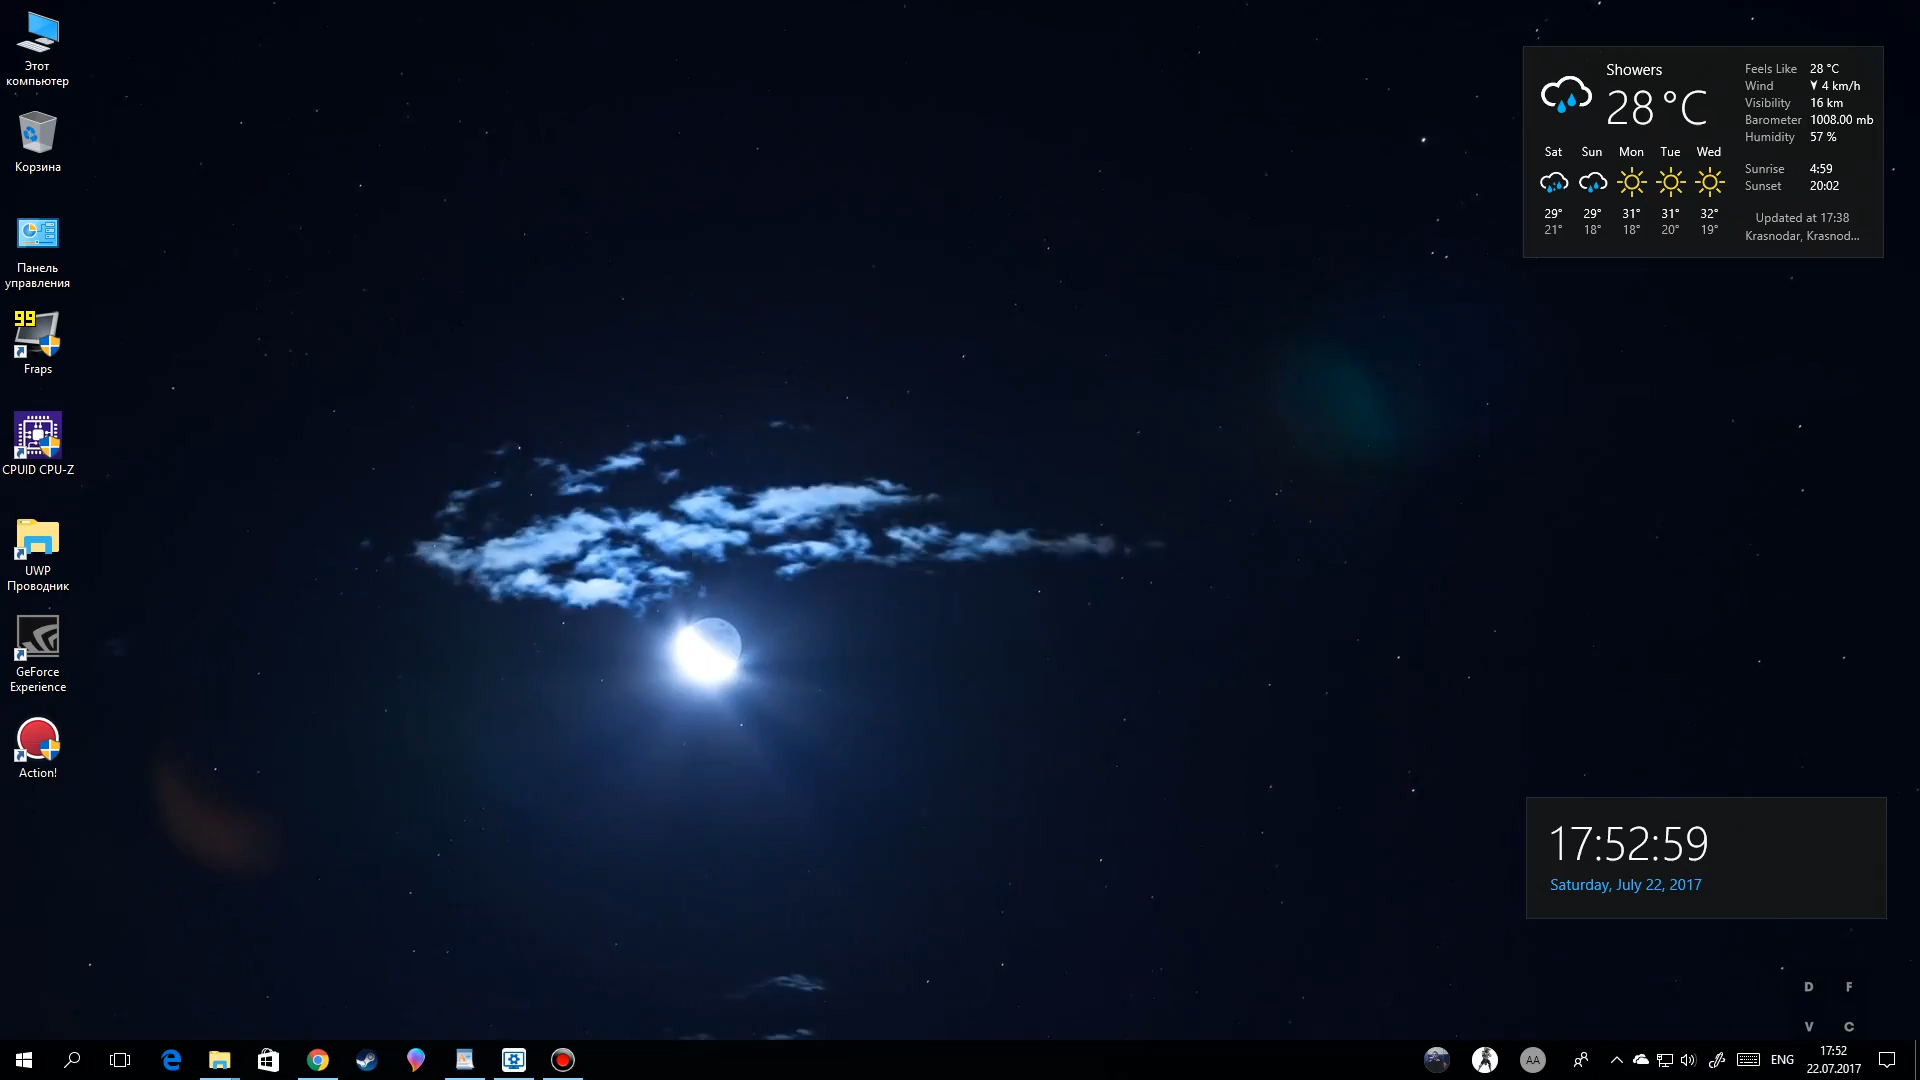 Этот
компьютер
Корзина
Панель
управления
99
Fraps
CPUID CPU-Z
UWP
Проводник
GeForce
Experience
Action!
Showers
28 °C
Sat Sun Mon Tue Wed
29° 29° 31° 31° 32°
21° 18° 18° 20° 19°
Feels Like 28 °C
Wind 4 km/h
Visibility 16 km
Barometer 1008.00 mb
Humidity 57 %
Sunrise 4:59
Sunset 20:02
Updated at 17:38
Krasnodar, Krasnod...
17:52:59
Saturday, July 22, 2017
D F
V C
AA
ENG
17:52
22.07.2017